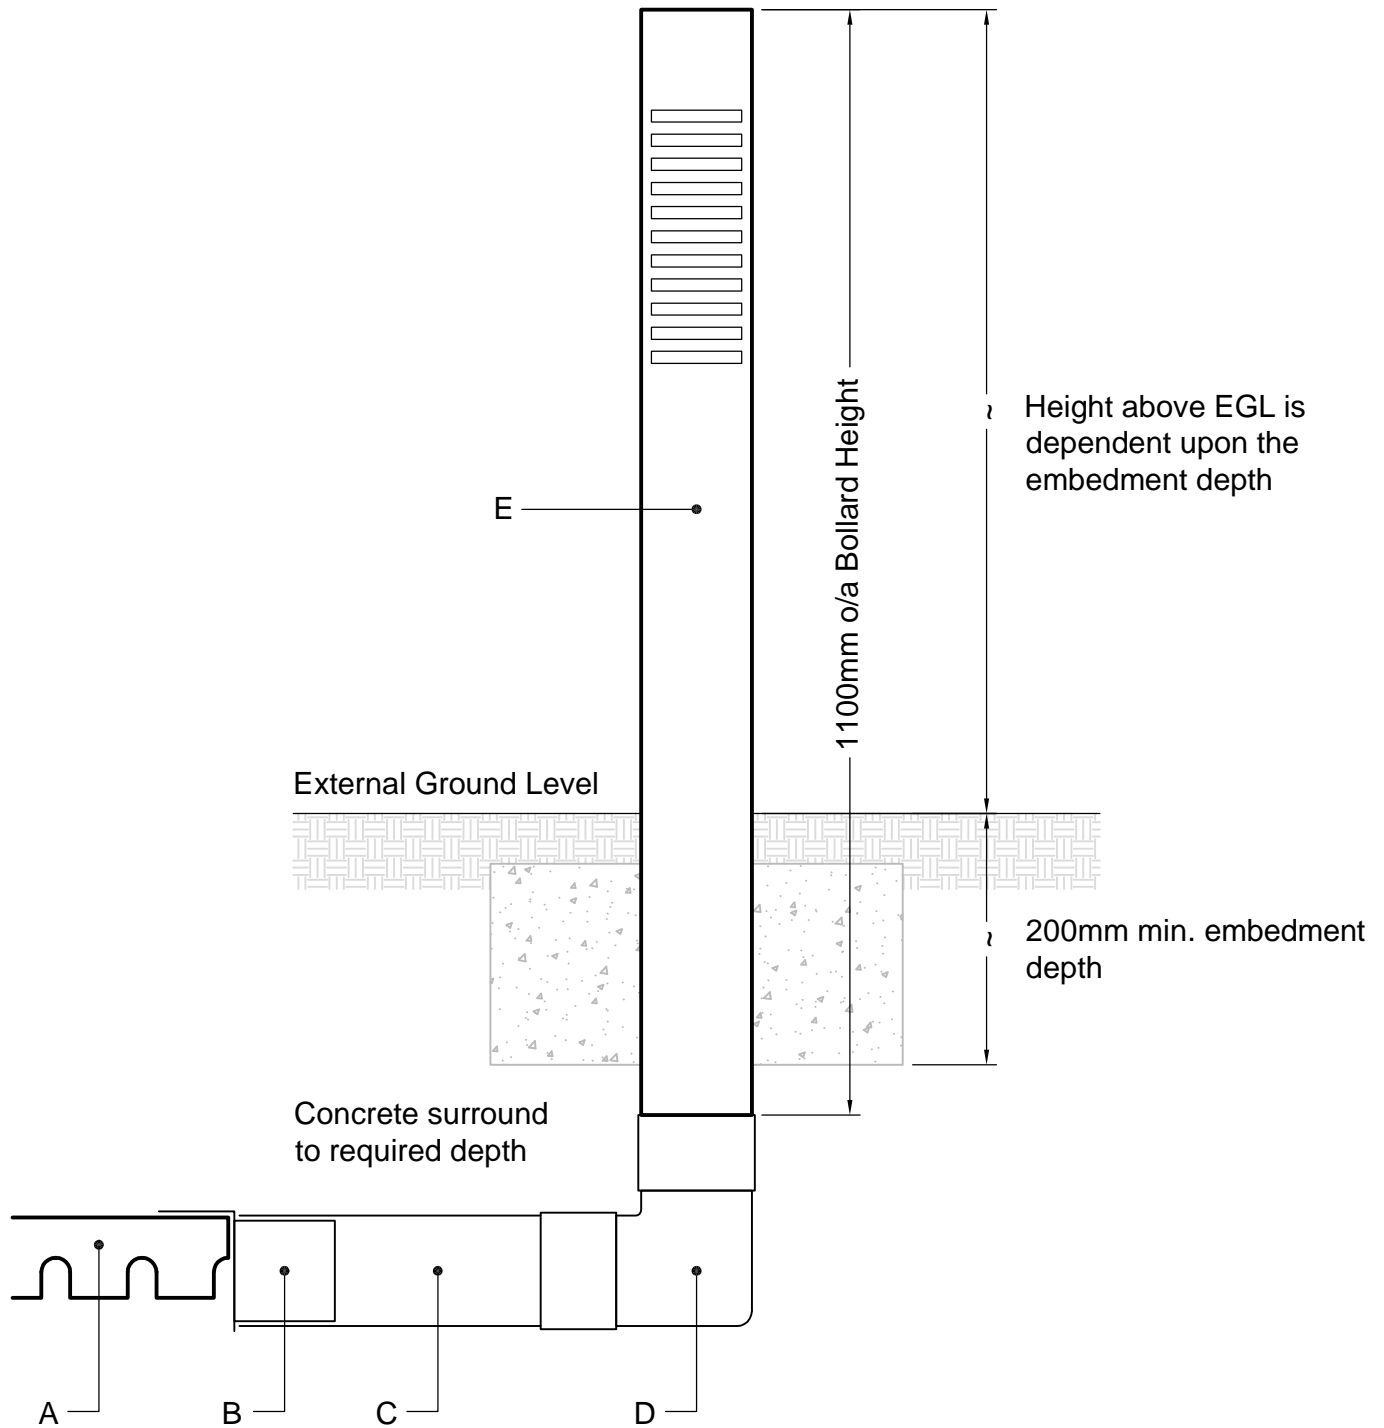 E
1100mm o/a Bollard Height
~ Height above EGL is
dependent upon the
embedment depth
External Ground Level
~ 200mm min. embedment
depth
Concrete surround
to required depth
A
B
C
D